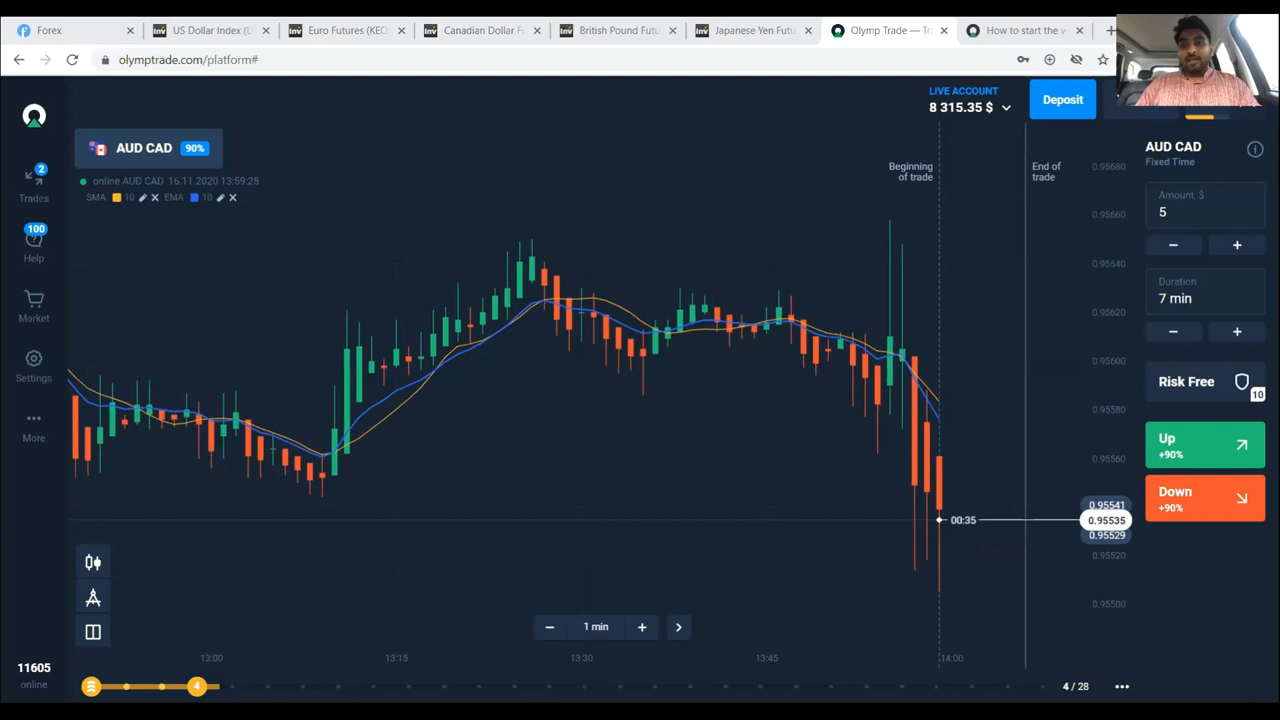 Forex
US Dollar Index (U
Euro Futures (KEO
Canadian Dollar F
British Pound Futu
Japanese Yen Futu
Olymp Trade — Tr
How to start the w
olymptrade.com/platform#
LIVE ACCOUNT
8 315.35 $
Deposit
AUD CAD 90%
online AUD CAD 16.11.2020 13:59:25
SMA 10 EMA 10
2
Trades
100
Help
Market
Settings
More
11605
online
Beginning
of trade
End of
trade
0.95680
0.95660
0.95640
0.95620
0.95600
0.95580
0.95560
0.95541
0.95535
0.95529
0.95520
0.95500
00:35
AUD CAD
Fixed Time
Amount, $
5
− +
Duration
7 min
− +
Risk Free
10
Up
+90%
Down
+90%
− 1 min +
13:00 13:15 13:30 13:45 14:00
4
4 / 28